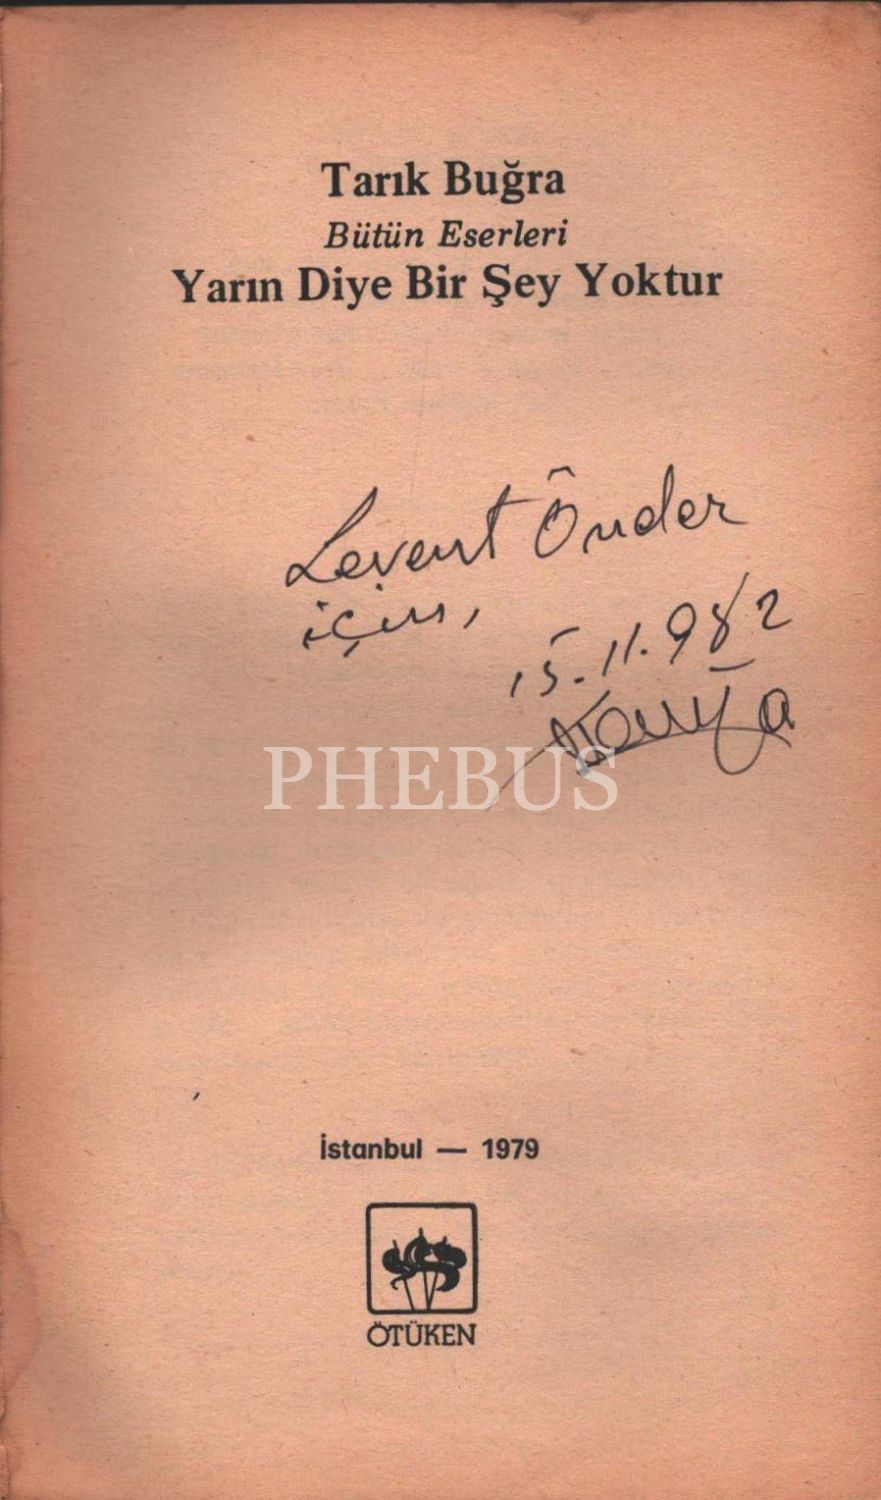 Tarık Buğra
Bütün Eserleri
Yarın Diye Bir Şey Yoktur
Levent Önder
için,
15.11.982
PHEBUS
İstanbul — 1979
ÖTÜKEN